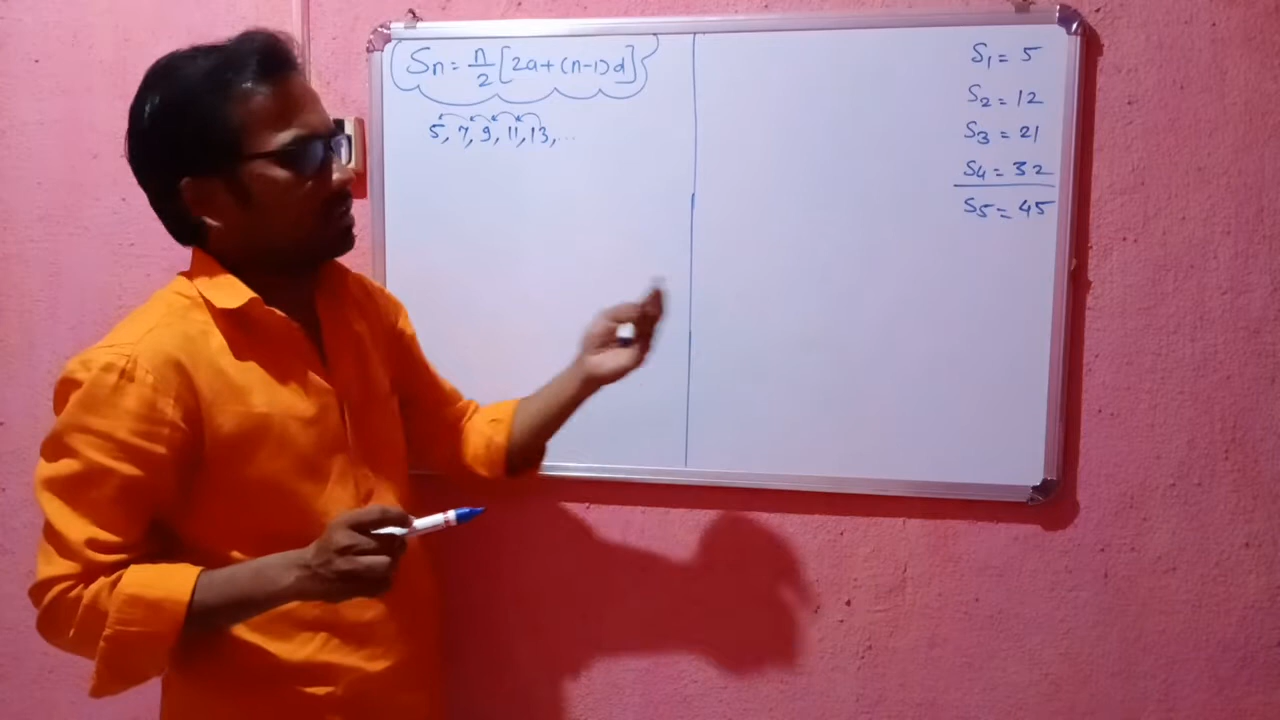 Sn = n/2 [2a+(n-1)d]
5, 7, 9, 11, 13, ...
S1 = 5
S2 = 12
S3 = 21
S4 = 32
S5 = 45